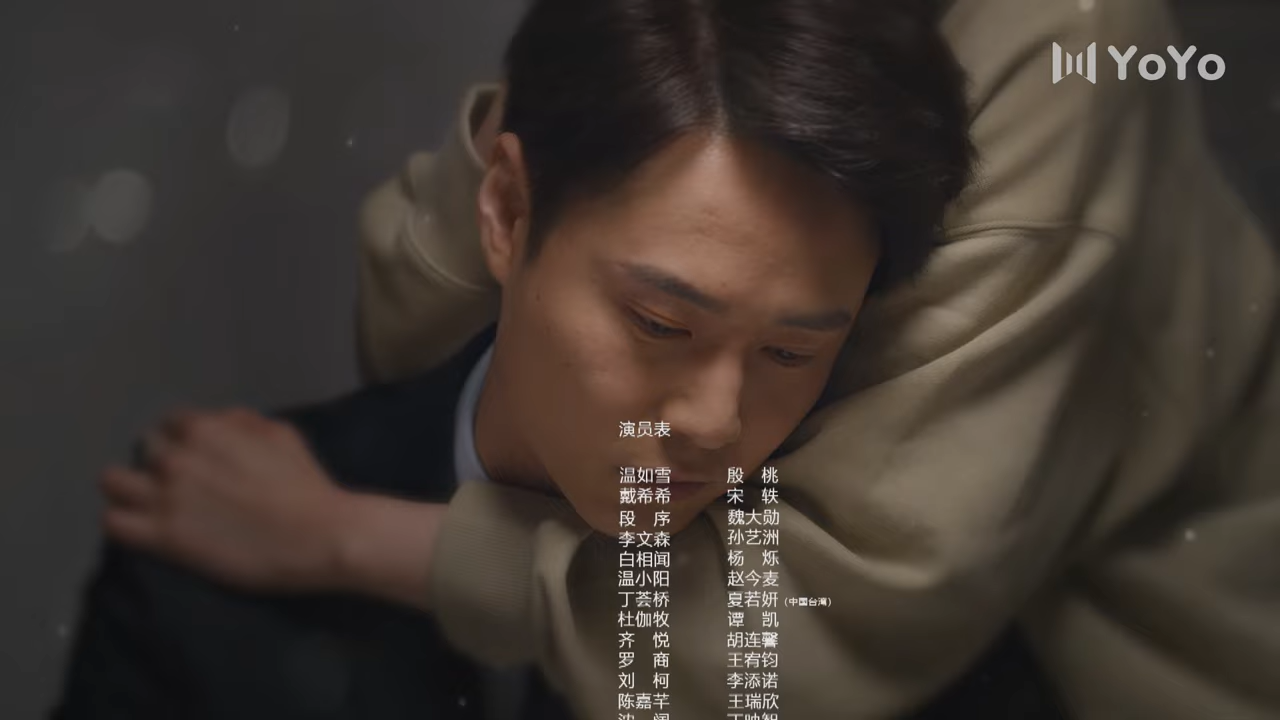 YoYo
演员表
温如雪 殷 桃
戴希希 宋 轶
段 序 魏大勋
李文森 孙艺洲
白相闻 杨 烁
温小阳 赵今麦
丁荟桥 夏若妍 (中国台湾)
杜伽牧 谭 凯
齐 悦 胡连馨
罗 商 王宥钧
刘 柯 李添诺
陈嘉芊 王瑞欣